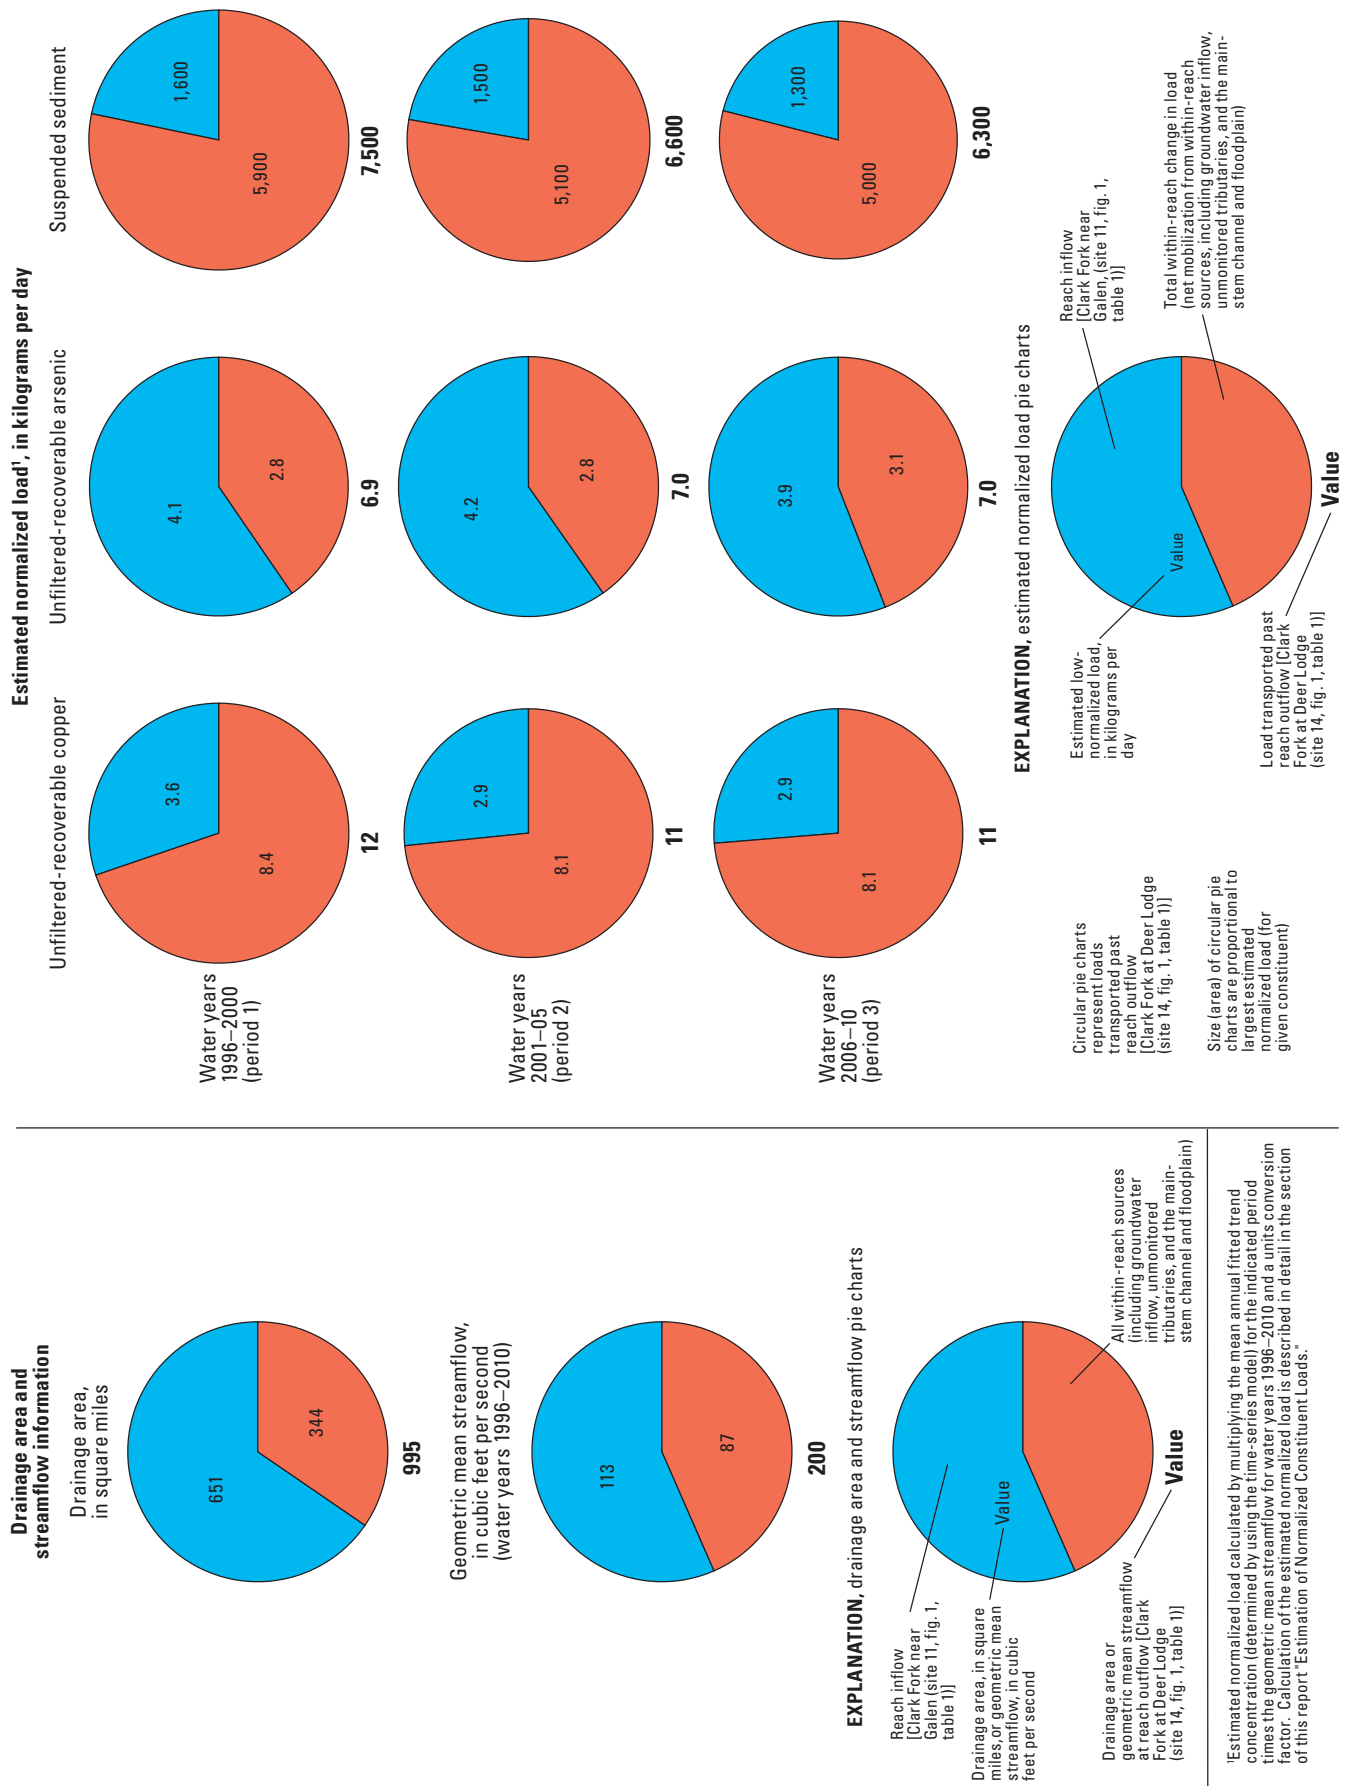 Drainage area and
streamflow information
Drainage area,
in square miles
651
344
995
Geometric mean streamflow,
in cubic feet per second
(water years 1996–2010)
113
87
200
EXPLANATION, drainage area and streamflow pie charts
Reach inflow
[Clark Fork near
Galen (site 11, fig. 1,
table 1)]
Drainage area, in square
miles, or geometric mean
streamflow, in cubic
feet per second
Value
All within-reach sources
(including groundwater
inflow, unmonitored
tributaries, and the main-
stem channel and floodplain)
Drainage area or
geometric mean streamflow
at reach outflow [Clark
Fork at Deer Lodge
(site 14, fig. 1, table 1)]
Value
¹Estimated normalized load calculated by multiplying the mean annual fitted trend
concentration (determined by using the time-series model) for the indicated period
times the geometric mean streamflow for water years 1996–2010 and a units conversion
factor. Calculation of the estimated normalized load is described in detail in the section
of this report "Estimation of Normalized Constituent Loads."
Estimated normalized load¹, in kilograms per day
Unfiltered-recoverable copper
Unfiltered-recoverable arsenic
Suspended sediment
Water years
1996–2000
(period 1)
3.6
8.4
12
4.1
2.8
6.9
1,600
5,900
7,500
Water years
2001–05
(period 2)
2.9
8.1
11
4.2
2.8
7.0
1,500
5,100
6,600
Water years
2006–10
(period 3)
2.9
8.1
11
3.9
3.1
7.0
1,300
5,000
6,300
EXPLANATION, estimated normalized load pie charts
Circular pie charts
represent loads
transported past
reach outflow
[Clark Fork at Deer Lodge
(site 14, fig. 1, table 1)]
Size (area) of circular pie
charts are proportional to
largest estimated
normalized load (for
given constituent)
Estimated low-
normalized load,
in kilograms per
day
Value
Reach inflow
[Clark Fork near
Galen, (site 11, fig. 1,
table 1)]
Total within-reach change in load
(net mobilization from within-reach
sources, including groundwater inflow,
unmonitored tributaries, and the main-
stem channel and floodplain)
Load transported past
reach outflow [Clark
Fork at Deer Lodge
(site 14, fig. 1, table 1)]
Value